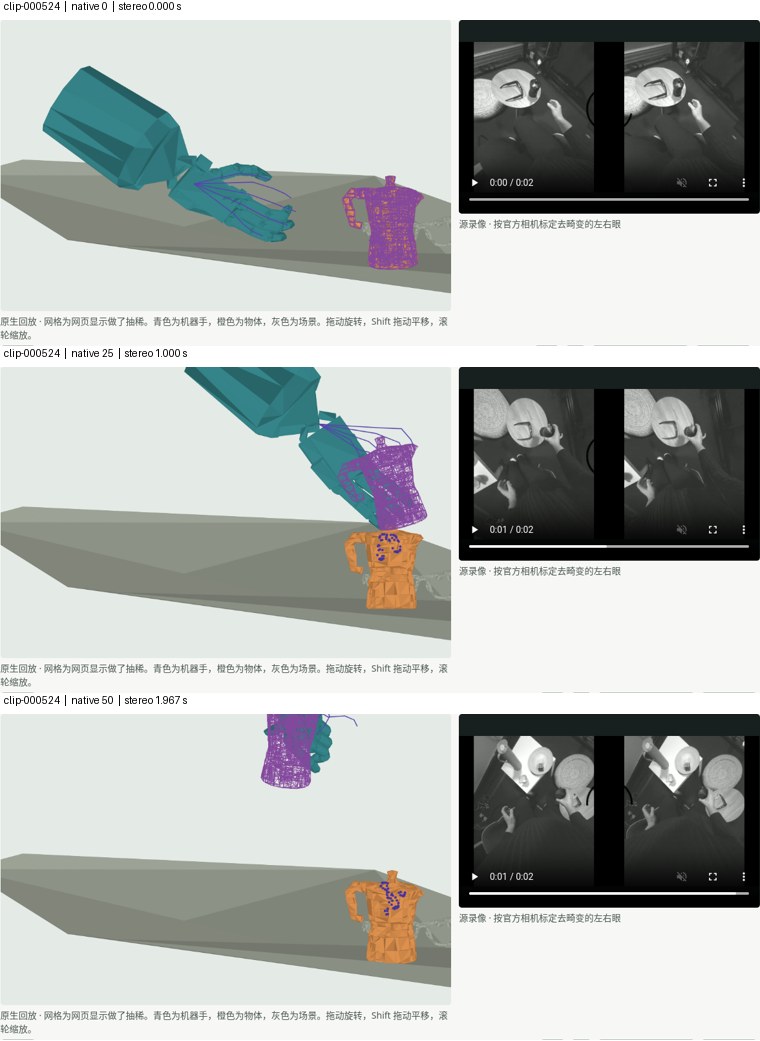 clip-000524 | native 0 | stereo 0.000 s
0:00 / 0:02
源录像 · 按官方相机标定去畸变的左右眼
原生回放 · 网格为网页显示做了抽稀。青色为机器手，橙色为物体，灰色为场景。拖动旋转，Shift 拖动平移，滚
轮缩放。
clip-000524 | native 25 | stereo 1.000 s
0:01 / 0:02
源录像 · 按官方相机标定去畸变的左右眼
原生回放 · 网格为网页显示做了抽稀。青色为机器手，橙色为物体，灰色为场景。拖动旋转，Shift 拖动平移，滚
轮缩放。
clip-000524 | native 50 | stereo 1.967 s
0:01 / 0:02
源录像 · 按官方相机标定去畸变的左右眼
原生回放 · 网格为网页显示做了抽稀。青色为机器手，橙色为物体，灰色为场景。拖动旋转，Shift 拖动平移，滚
轮缩放。